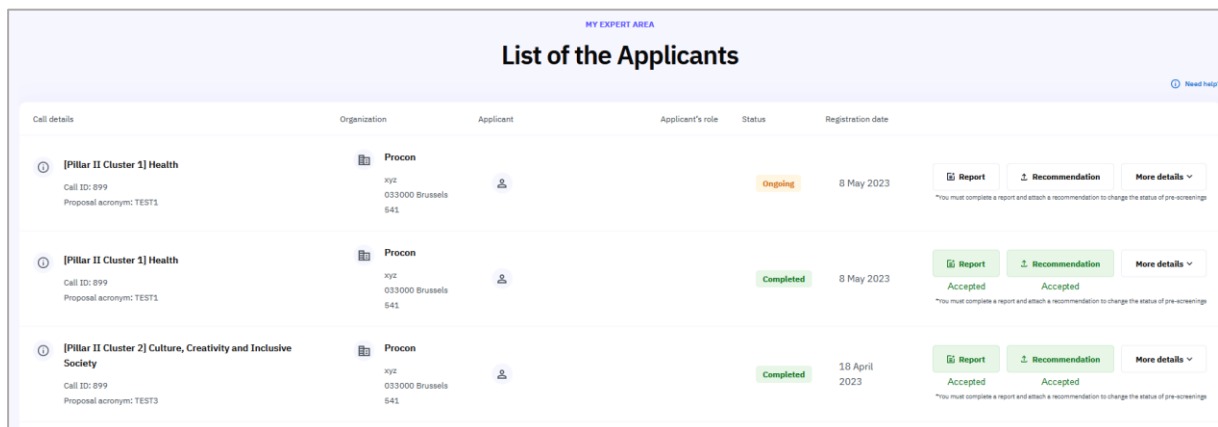 MY EXPERT AREA
List of the Applicants
Need help?
Call details Organization Applicant Applicant's role Status Registration date
[Pillar II Cluster 1] Health
Call ID: 899
Proposal acronym: TEST1
Procon
xyz
033000 Brussels
541
Ongoing
8 May 2023
Report Recommendation More details
*You must complete a report and attach a recommendation to change the status of pre-screenings
[Pillar II Cluster 1] Health
Call ID: 899
Proposal acronym: TEST1
Procon
xyz
033000 Brussels
541
Completed
8 May 2023
Report Recommendation More details
Accepted Accepted
*You must complete a report and attach a recommendation to change the status of pre-screenings
[Pillar II Cluster 2] Culture, Creativity and Inclusive
Society
Call ID: 899
Proposal acronym: TEST3
Procon
xyz
033000 Brussels
541
Completed
18 April
2023
Report Recommendation More details
Accepted Accepted
*You must complete a report and attach a recommendation to change the status of pre-screenings